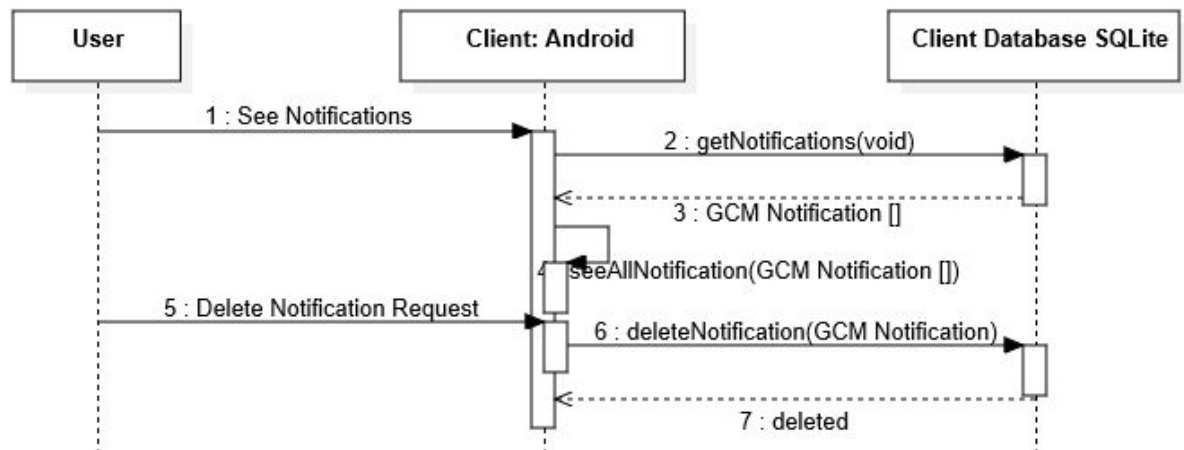 User
Client: Android
Client Database SQLite
1 : See Notifications
2 : getNotifications(void)
3 : GCM Notification []
4 : seeAllNotification(GCM Notification [])
5 : Delete Notification Request
6 : deleteNotification(GCM Notification)
7 : deleted